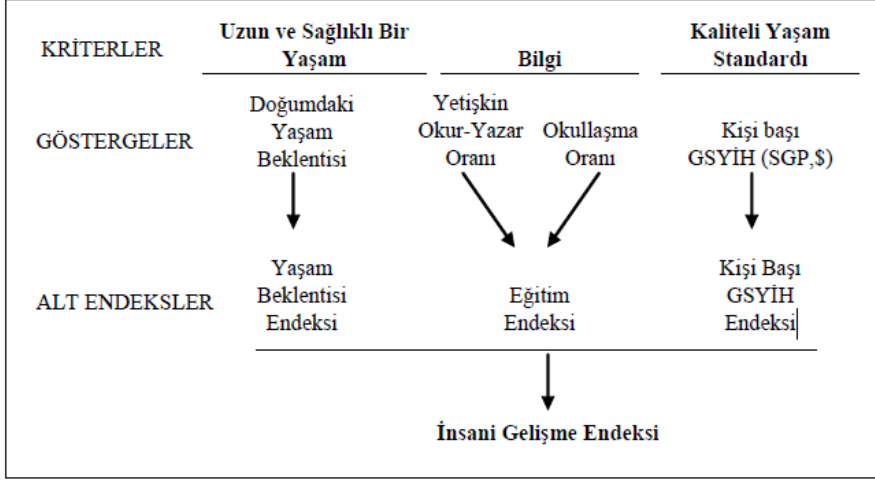 KRİTERLER
Uzun ve Sağlıklı Bir
Yaşam
Bilgi
Kaliteli Yaşam
Standardı
GÖSTERGELER
Doğumdaki
Yaşam
Beklentisi
Yetişkin
Okur-Yazar
Oranı
Okullaşma
Oranı
Kişi başı
GSYİH (SGP,$)
ALT ENDEKSLER
Yaşam
Beklentisi
Endeksi
Eğitim
Endeksi
Kişi Başı
GSYİH
Endeksi
İnsani Gelişme Endeksi